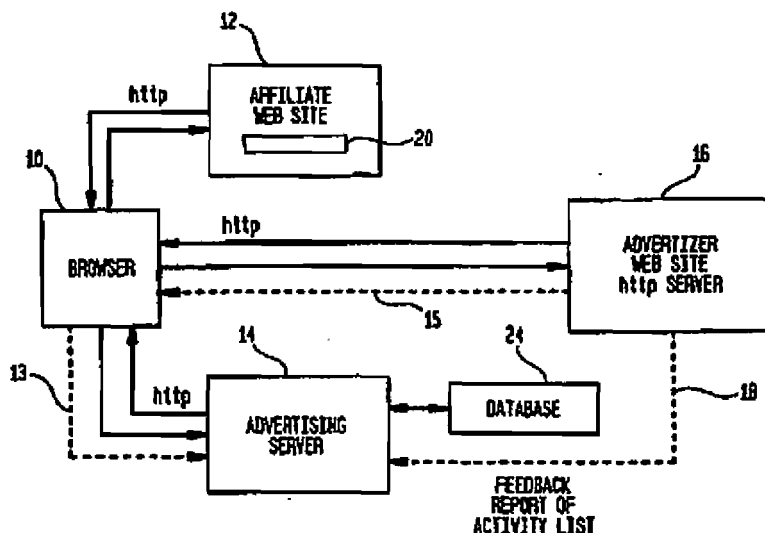 12
http
AFFILIATE
WEB SITE
20
10
16
http
BROWSER
ADVERTIZER
WEB SITE
http SERVER
15
14
24
13
http
DATABASE
18
ADVERTISING
SERVER
FEEDBACK
REPORT OF
ACTIVITY LIST